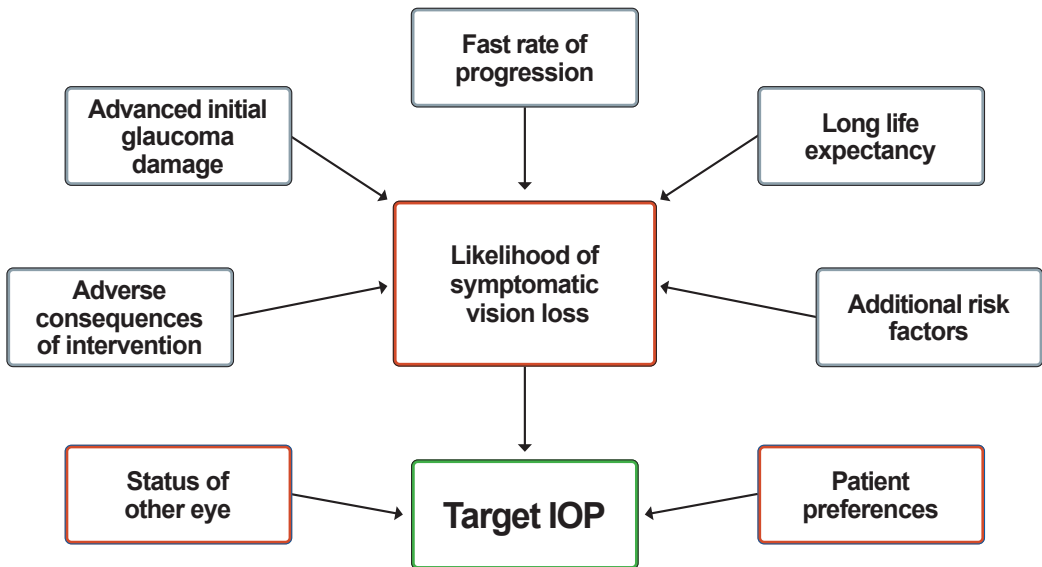 Fast rate of
progression
Advanced initial
glaucoma
damage
Long life
expectancy
Likelihood of
symptomatic
vision loss
Adverse
consequences
of intervention
Additional risk
factors
Status of
other eye
Target IOP
Patient
preferences